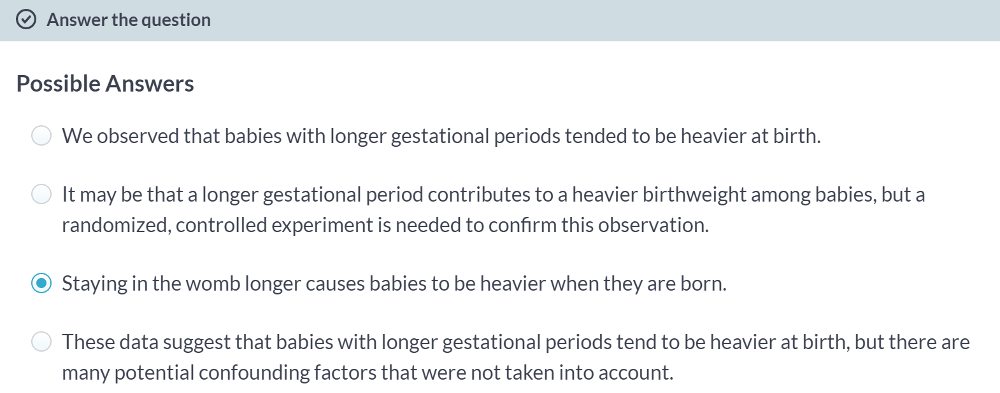 Answer the question
Possible Answers
We observed that babies with longer gestational periods tended to be heavier at birth.
It may be that a longer gestational period contributes to a heavier birthweight among babies, but a
randomized, controlled experiment is needed to confirm this observation.
Staying in the womb longer causes babies to be heavier when they are born.
These data suggest that babies with longer gestational periods tend to be heavier at birth, but there are
many potential confounding factors that were not taken into account.